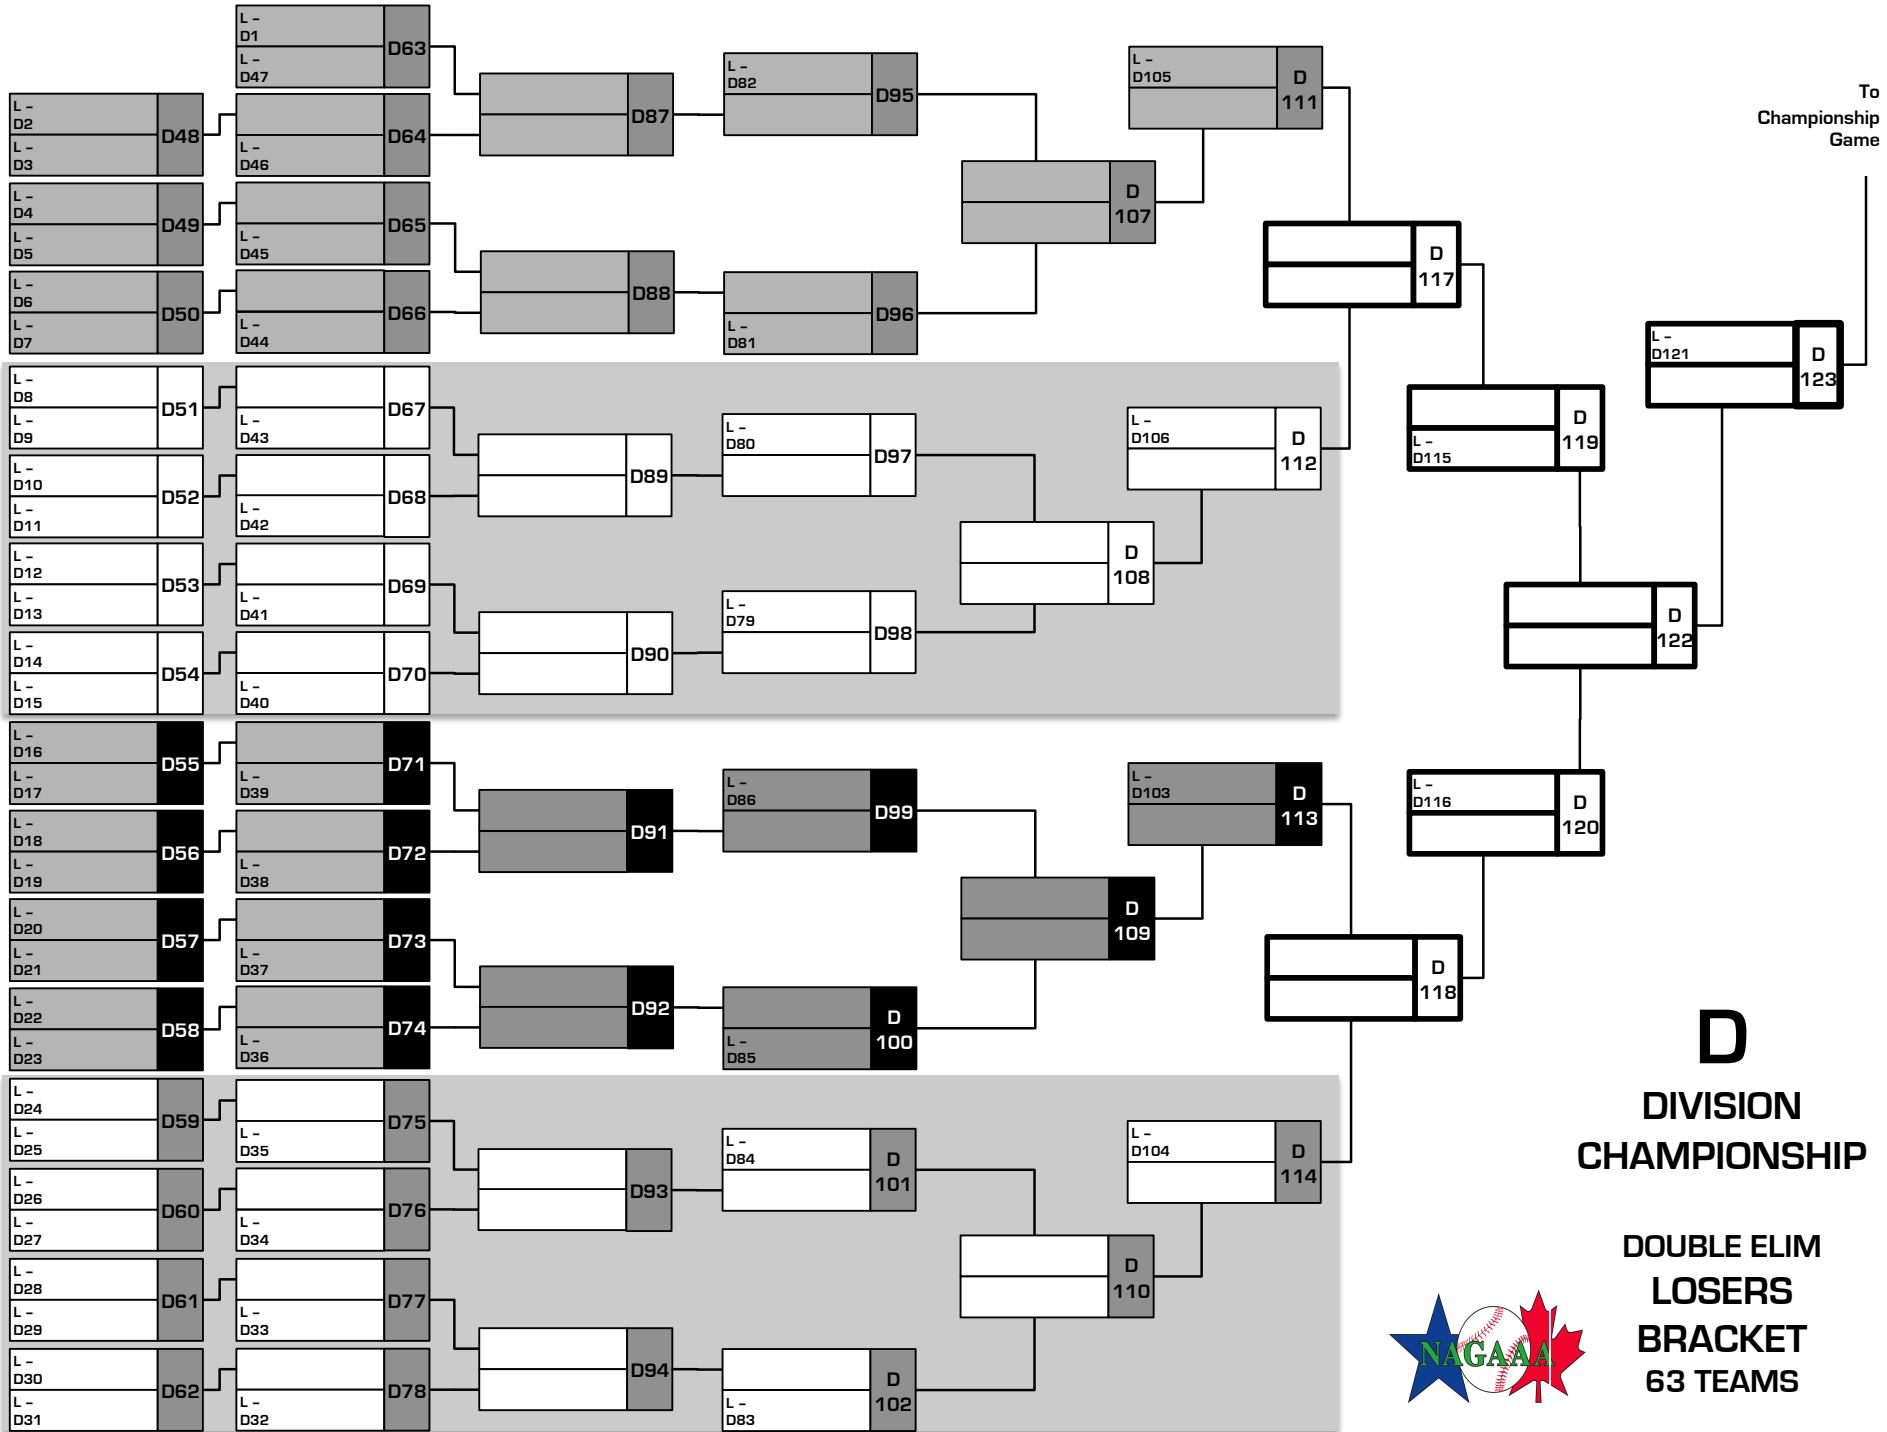 L –
D1
L –
D47
D63
L –
D2
L –
D3
D48
L –
D46
D64
L –
D4
L –
D5
D49
L –
D45
D65
L –
D6
L –
D7
D50
L –
D44
D66
D87
D88
L –
D82
D95
L –
D81
D96
D
107
L –
D105
D
111
L –
D8
L –
D9
D51
L –
D43
D67
L –
D10
L –
D11
D52
L –
D42
D68
L –
D12
L –
D13
D53
L –
D41
D69
L –
D14
L –
D15
D54
L –
D40
D70
D89
D90
L –
D80
D97
L –
D79
D98
D
108
L –
D106
D
112
L –
D16
L –
D17
D55
L –
D39
D71
L –
D18
L –
D19
D56
L –
D38
D72
L –
D20
L –
D21
D57
L –
D37
D73
L –
D22
L –
D23
D58
L –
D36
D74
D91
D92
L –
D86
D99
L –
D85
D
100
D
109
L –
D103
D
113
L –
D24
L –
D25
D59
L –
D35
D75
L –
D26
L –
D27
D60
L –
D34
D76
L –
D28
L –
D29
D61
L –
D33
D77
L –
D30
L –
D31
D62
L –
D32
D78
D93
D94
L –
D84
D
101
L –
D83
D
102
D
110
L –
D104
D
114
D
117
D
118
L –
D115
D
119
L –
D116
D
120
D
122
L –
D121
D
123
To
Championship
Game
D
DIVISION
CHAMPIONSHIP
DOUBLE ELIM
LOSERS
BRACKET
63 TEAMS
NAGAAA